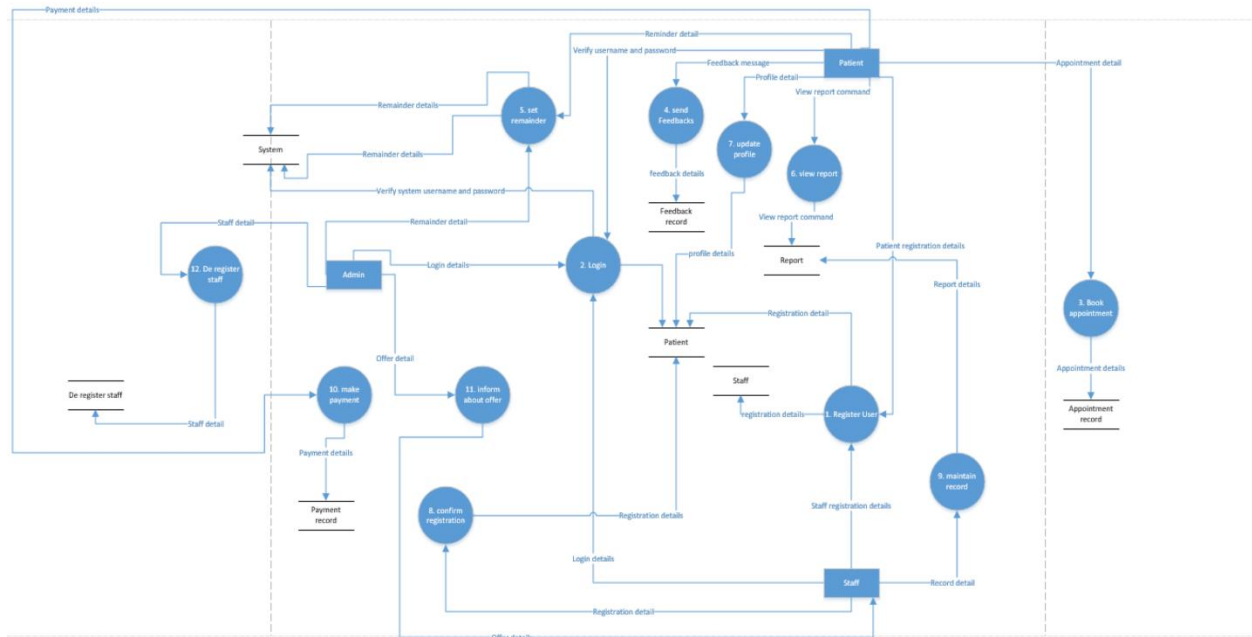 Payment details
Reminder detail
Verify username and password
Patient
Feedback message
Appointment detail
Profile detail
View report command
Remainder details
5. set
remainder
4. send
Feedbacks
7. update
profile
System
Remainder details
6. view report
feedback details
Verify system username and password
Feedback
record
View report command
Staff detail
Remainder detail
Patient registration details
profile details
Report
12. De register
staff
Admin
Login details
2. Login
Report details
3. Book
appointment
Registration detail
Patient
Offer detail
Appointment details
Staff
10. make
payment
11. inform
about offer
De register staff
1. Register User
registration details
Appointment
record
Staff detail
Payment details
9. maintain
record
Payment
record
8. confirm
registration
Registration details
Staff registration details
Login details
Staff
Record detail
Registration detail
Offer details